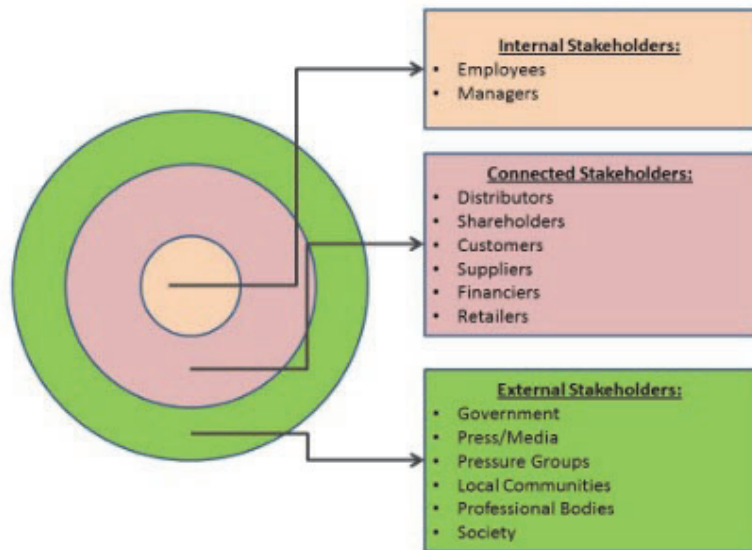 Internal Stakeholders:
• Employees
• Managers
Connected Stakeholders:
• Distributors
• Shareholders
• Customers
• Suppliers
• Financiers
• Retailers
External Stakeholders:
• Government
• Press/Media
• Pressure Groups
• Local Communities
• Professional Bodies
• Society